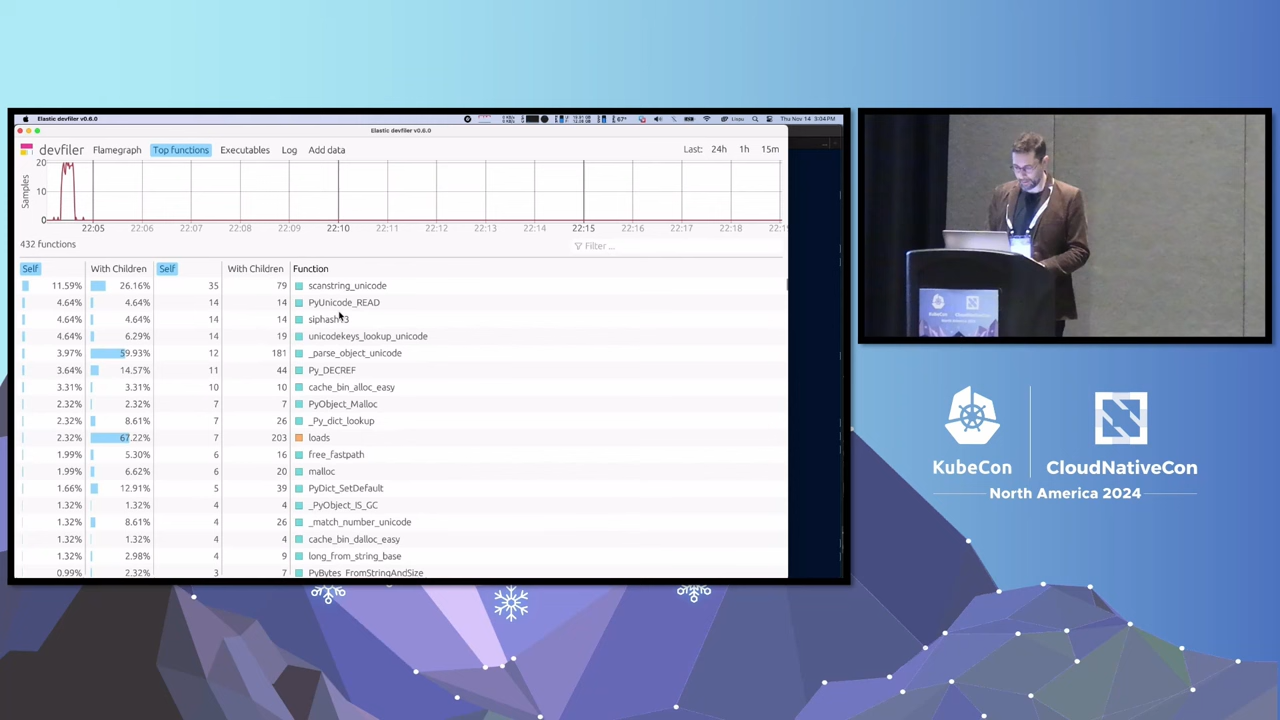 Elastic devfiler v0.6.0
Thu Nov 14 3:04PM
Elastic devfiler v0.6.0
devfiler Flamegraph Top functions Executables Log Add data Last: 24h 1h 15m
Samples
20
10
0
22:05 22:06 22:07 22:08 22:09 22:10 22:11 22:12 22:13 22:14 22:15 22:16 22:17 22:18
432 functions Filter ...
Self With Children Self With Children Function
11.59% 26.16% 35 79 scanstring_unicode
4.64% 4.64% 14 14 PyUnicode_READ
4.64% 4.64% 14 14
4.64% 6.29% 14 19 unicodekeys_lookup_unicode
3.97% 59.93% 12 181 _parse_object_unicode
3.64% 14.57% 11 44 Py_DECREF
3.31% 3.31% 10 10 cache_bin_alloc_easy
2.32% 2.32% 7 7 PyObject_Malloc
2.32% 8.61% 7 26 _Py_dict_lookup
2.32% 67.22% 7 203 loads
1.99% 5.30% 6 16 free_fastpath
1.99% 6.62% 6 20 malloc
1.66% 12.91% 5 39 PyDict_SetDefault
1.32% 1.32% 4 4 _PyObject_IS_GC
1.32% 8.61% 4 26 _match_number_unicode
1.32% 1.32% 4 4 cache_bin_dalloc_easy
1.32% 2.98% 4 9 long_from_string_base
0.99% 2.32% 3 7 PyBytes_FromStringAndSize
KubeCon CloudNativeCon
North America 2024